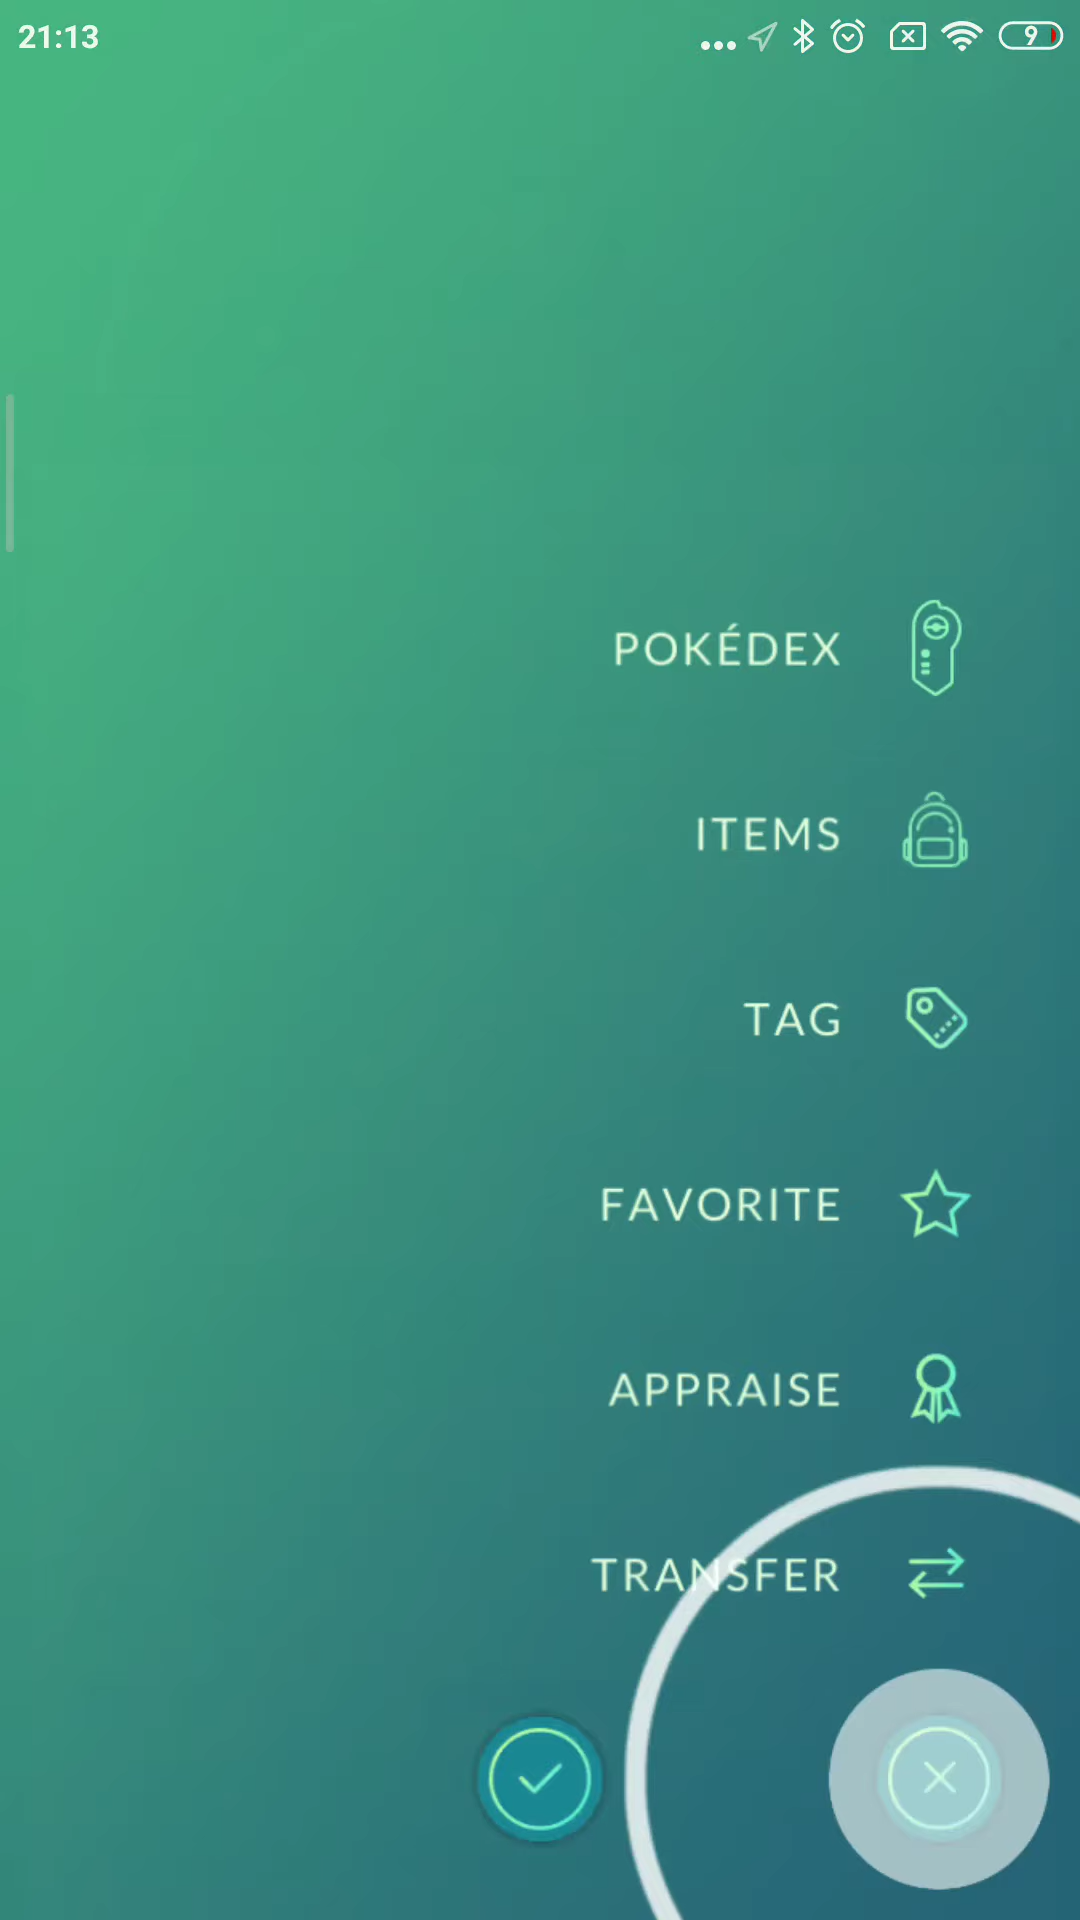 21:13
9
POKÉDEX
ITEMS
TAG
FAVORITE
APPRAISE
TRANSFER